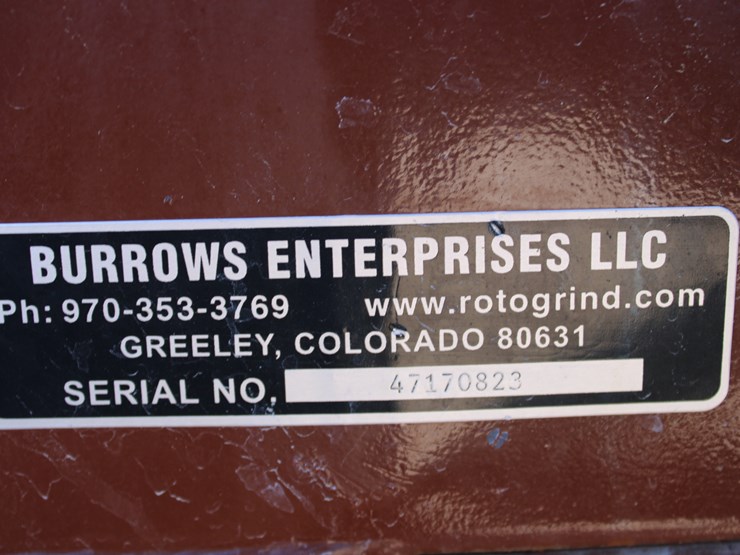 BURROWS ENTERPRISES LLC
Ph: 970-353-3769 www.rotogrind.com
GREELEY, COLORADO 80631
SERIAL NO. 47170823